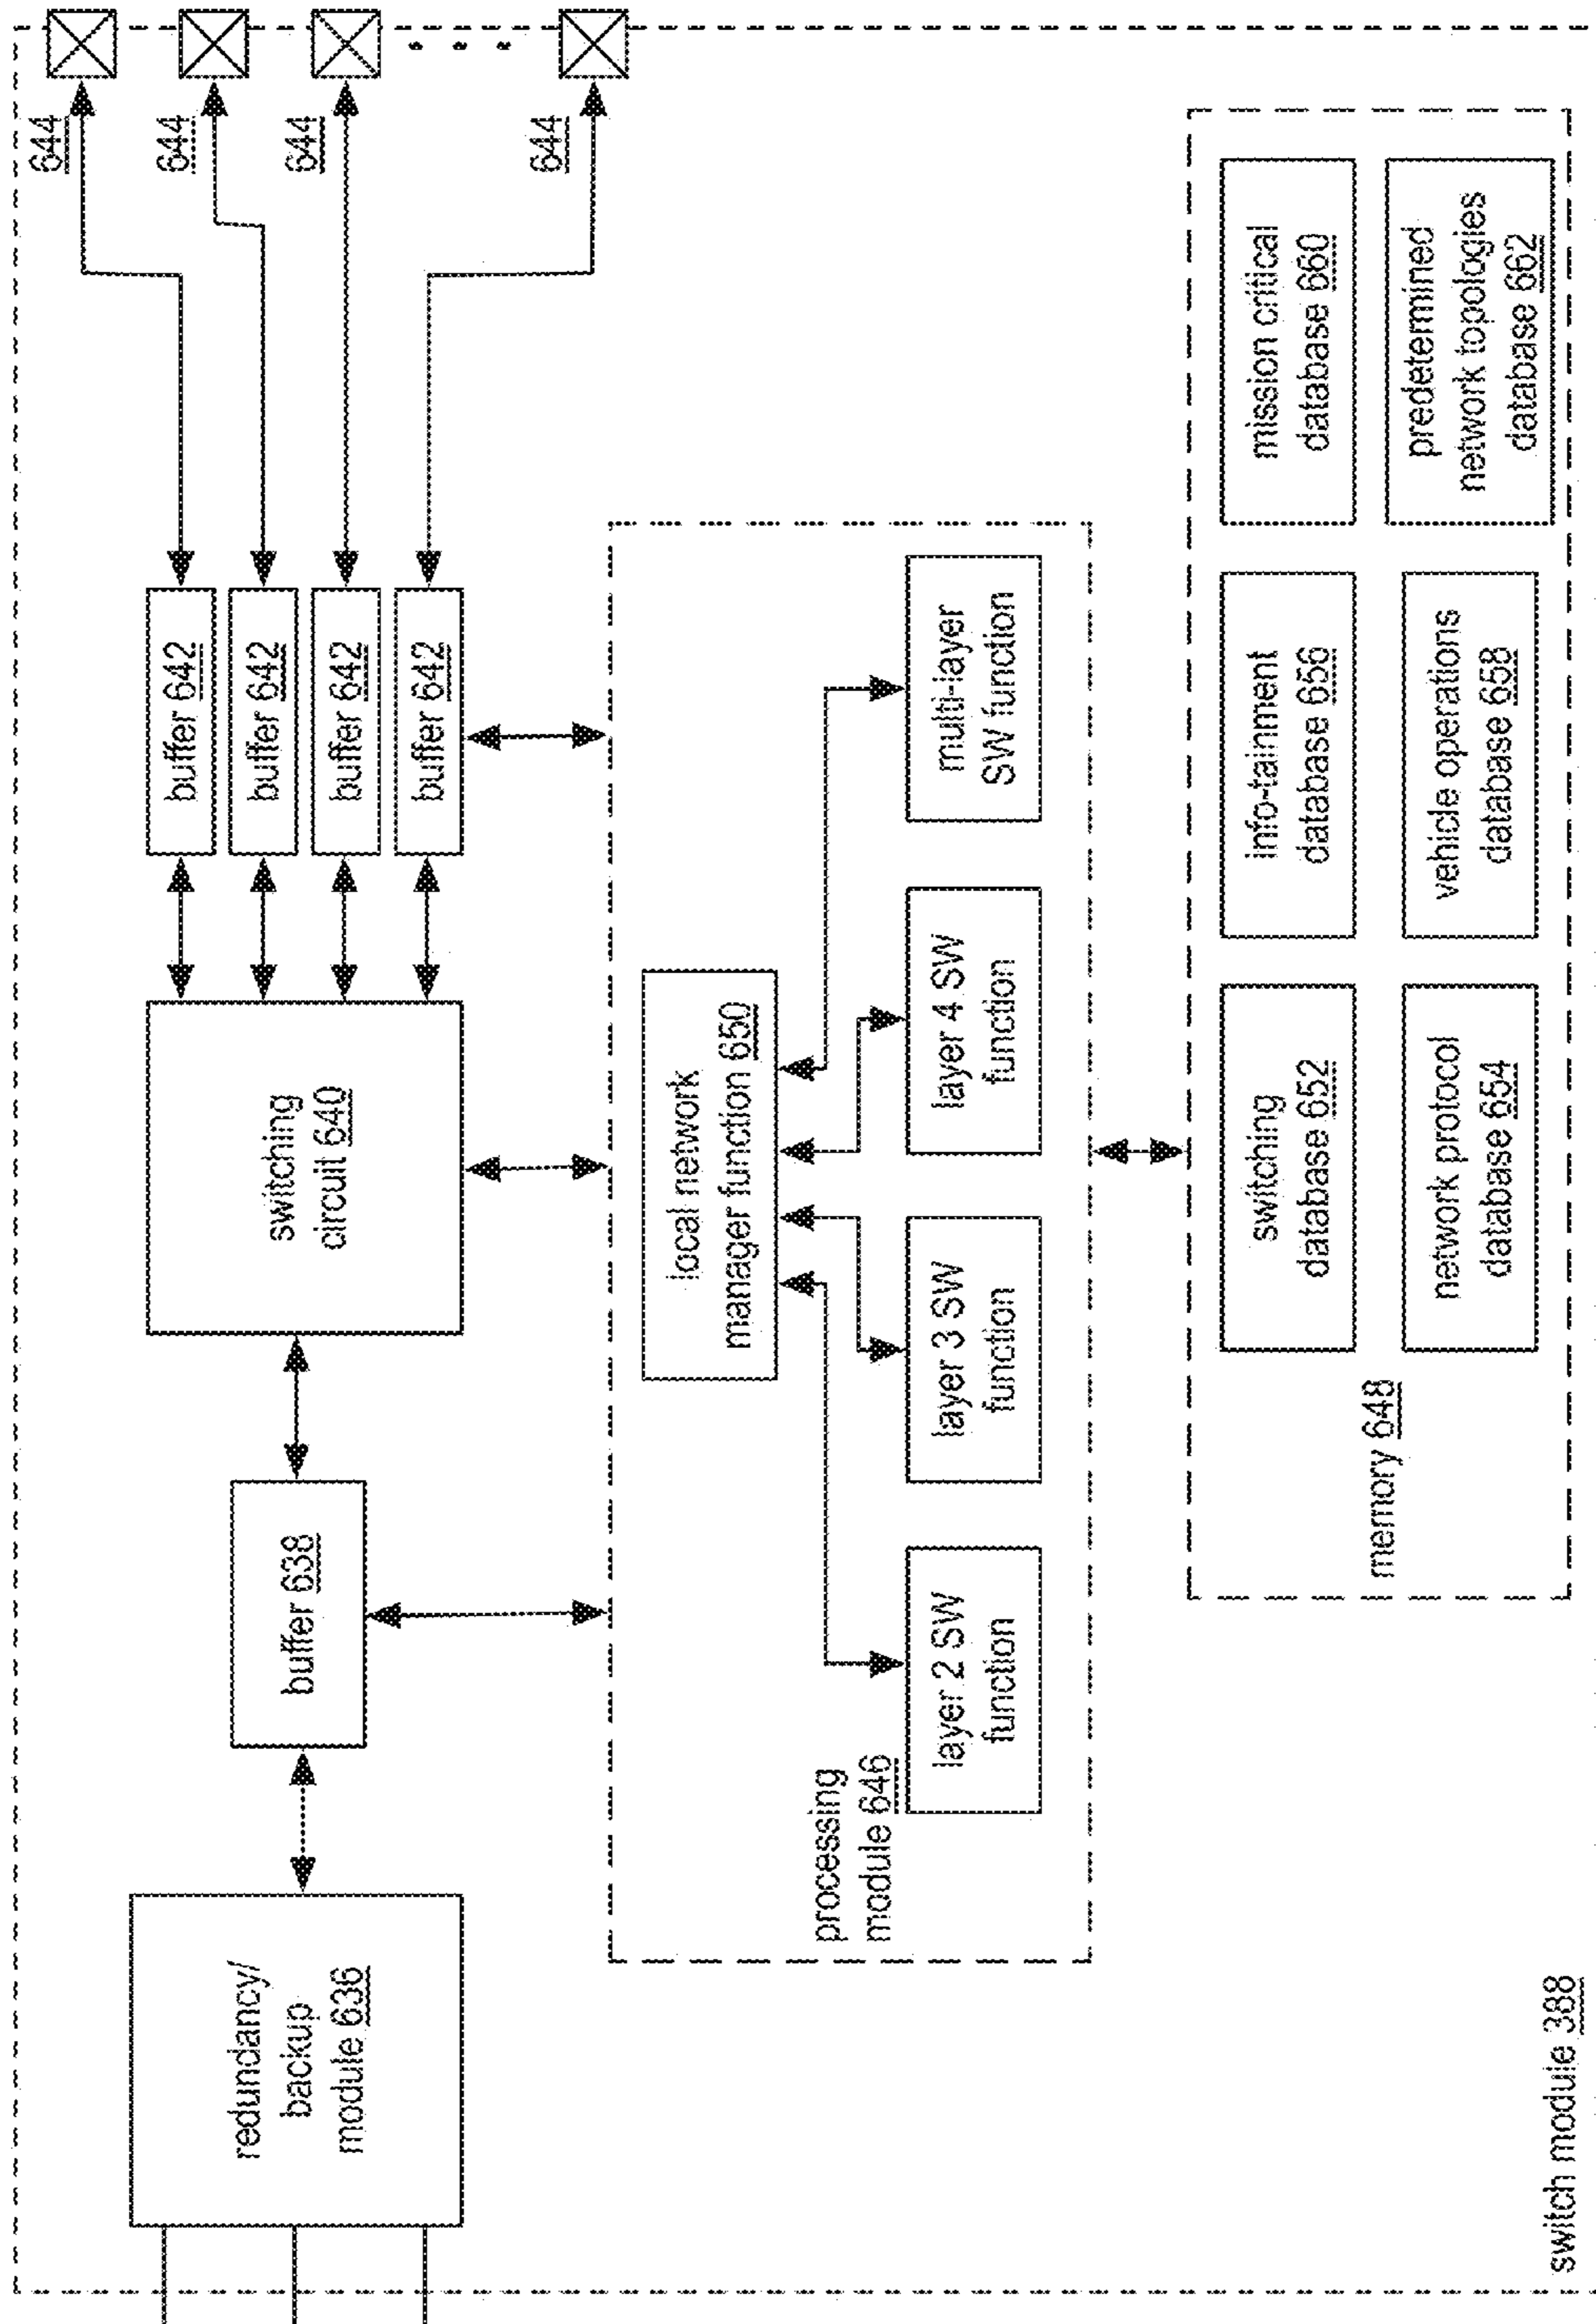 redundancy/
backup
module 636
buffer 638
switching
circuit 640
buffer 642
buffer 642
buffer 642
buffer 642
644
644
644
644
processing
module 646
local network
manager function 650
layer 2 SW
function
layer 3 SW
function
layer 4 SW
function
multi-layer
SW function
memory 648
switching
database 652
info-tainment
database 656
mission critical
database 660
network protocol
database 654
vehicle operations
database 658
predetermined
network topologies
database 662
switch module 388